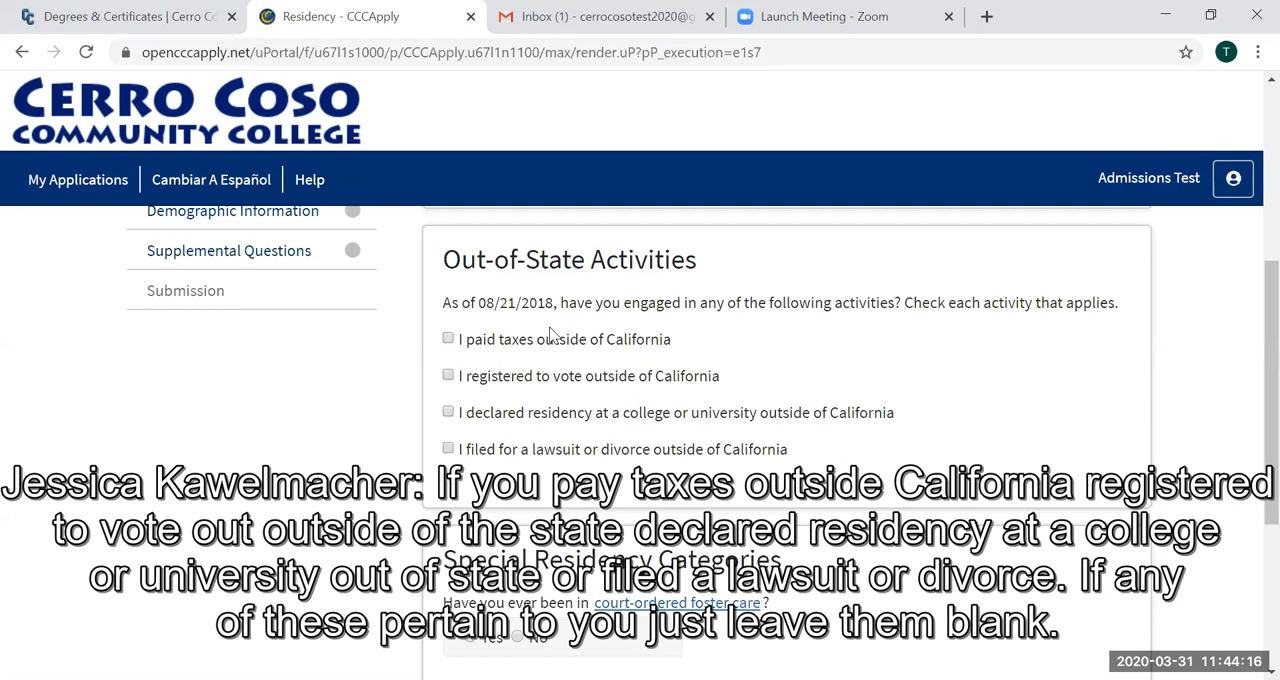 Degrees & Certificates | Cerro Co
Residency - CCCApply
Inbox (1) - cerrocosotest2020@g
Launch Meeting - Zoom
opencccapply.net/uPortal/f/u67l1s1000/p/CCCApply.u67l1n1100/max/render.uP?pP_execution=e1s7
T
CERRO COSO
COMMUNITY COLLEGE
My Applications
Cambiar A Español
Help
Admissions Test
Demographic Information
Supplemental Questions
Submission
Out-of-State Activities
As of 08/21/2018, have you engaged in any of the following activities? Check each activity that applies.
I paid taxes outside of California
I registered to vote outside of California
I declared residency at a college or university outside of California
I filed for a lawsuit or divorce outside of California
Special Residency Categories
Have you ever been in court-ordered foster care?
Yes No
Jessica Kawelmacher: If you pay taxes outside California registered
to vote out outside of the state declared residency at a college
or university out of state or filed a lawsuit or divorce. If any
of these pertain to you just leave them blank.
2020-03-31 11:44:16